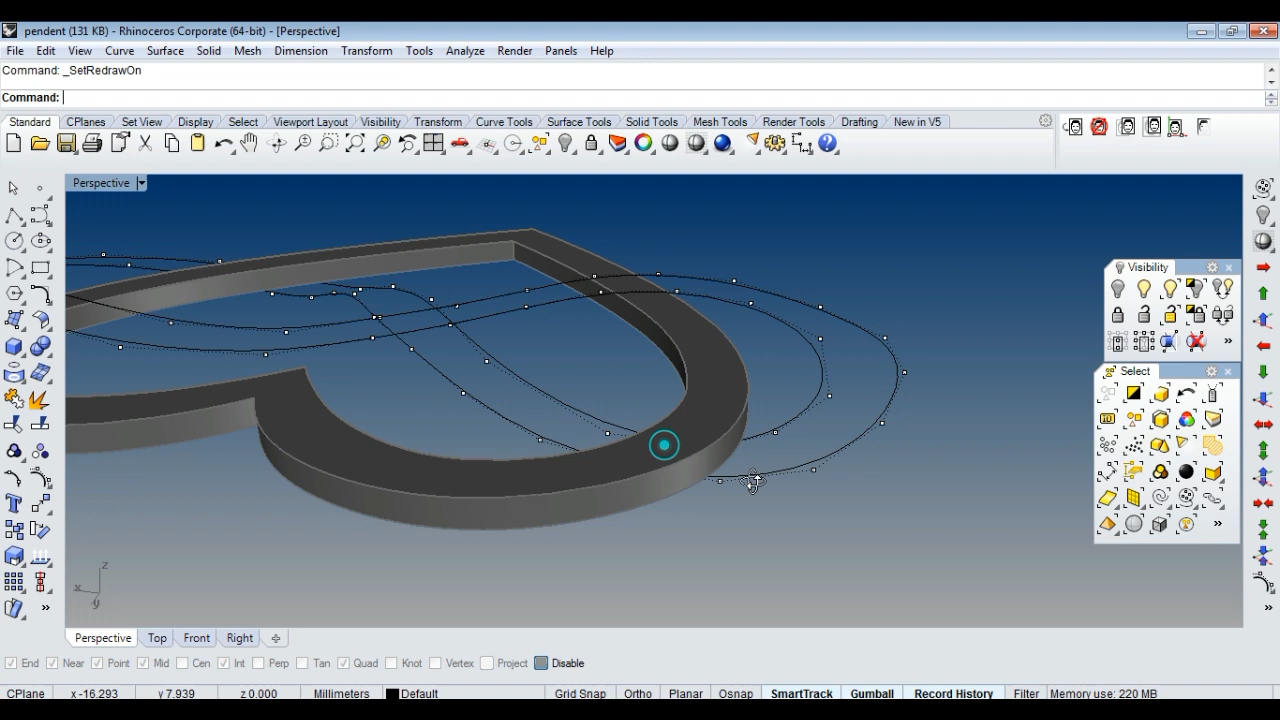 pendent (131 KB) - Rhinoceros Corporate (64-bit) - [Perspective]
File Edit View Curve Surface Solid Mesh Dimension Transform Tools Analyze Render Panels Help
Command: _SetRedrawOn
Command:
Standard CPlanes Set View Display Select Viewport Layout Visibility Transform Curve Tools Surface Tools Solid Tools Mesh Tools Render Tools Drafting New in V5
Perspective
Visibility
Select
z
x
y
Perspective Top Front Right
End Near Point Mid Cen Int Perp Tan Quad Knot Vertex Project Disable
CPlane x -16.293 y 7.939 z 0.000 Millimeters Default Grid Snap Ortho Planar Osnap SmartTrack Gumball Record History Filter Memory use: 220 MB